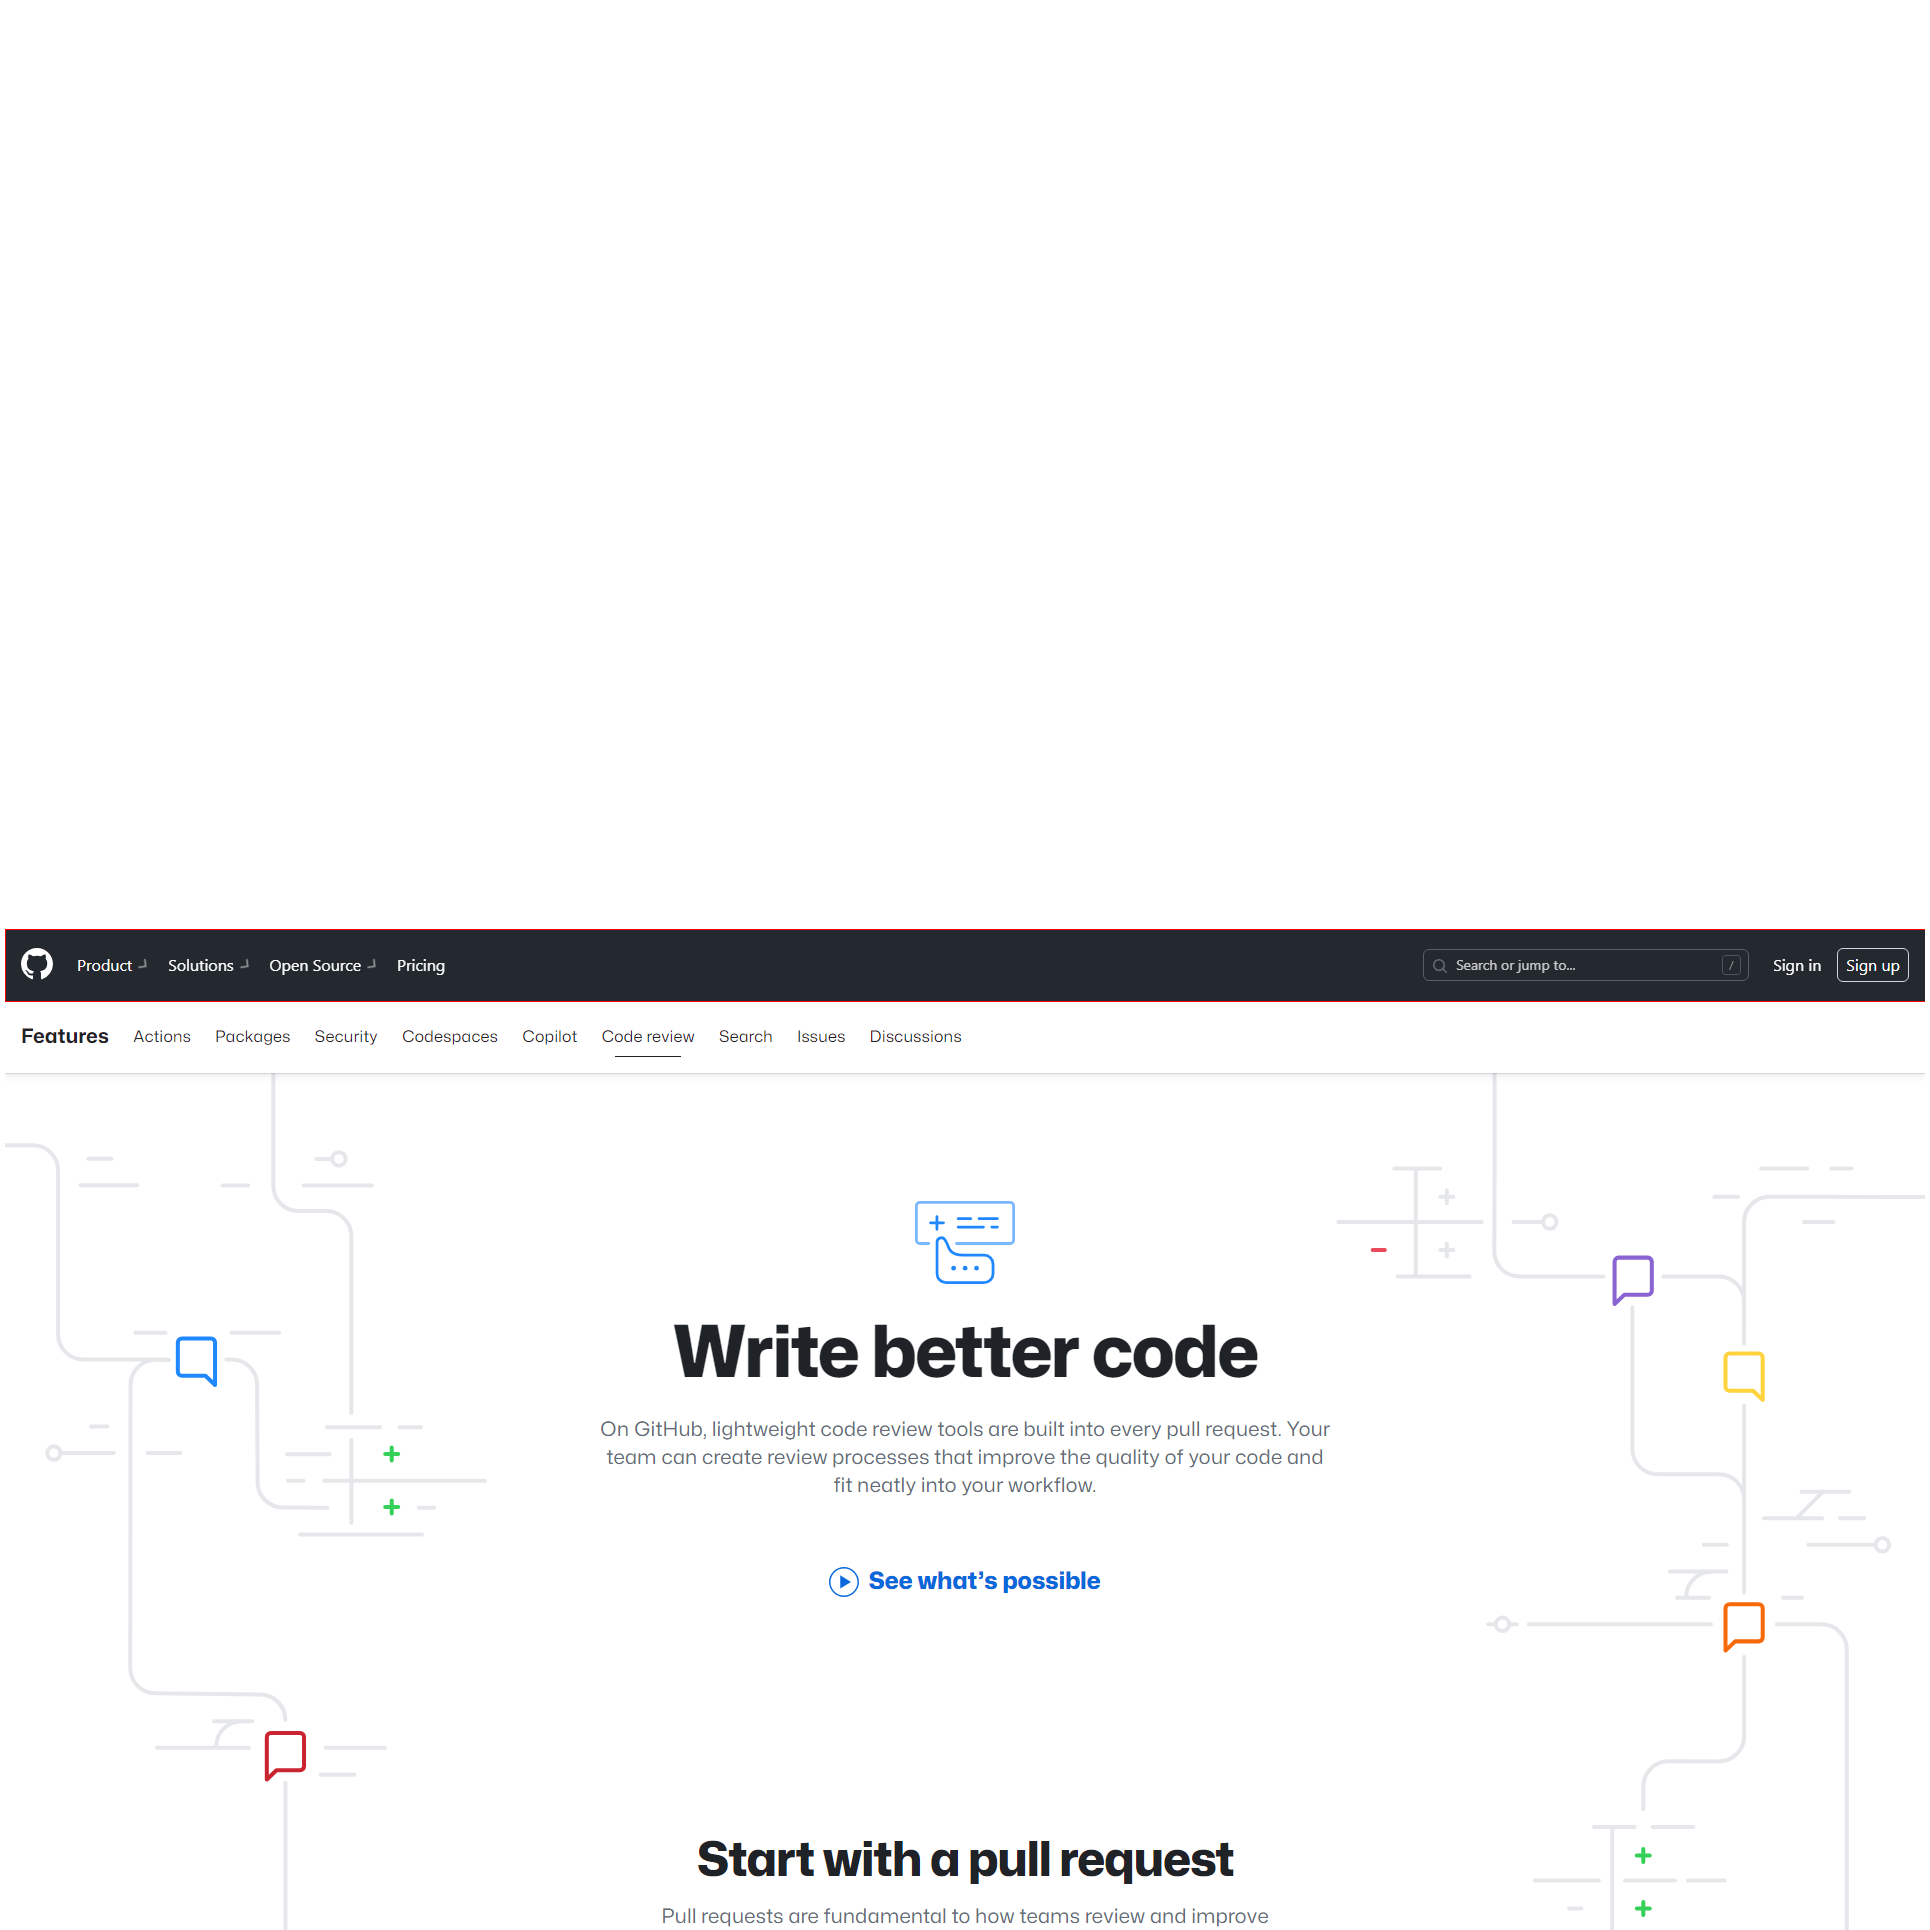 Product Solutions Open Source Pricing Search or jump to... / Sign in Sign up
Features Actions Packages Security Codespaces Copilot Code review Search Issues Discussions
Write better code
On GitHub, lightweight code review tools are built into every pull request. Your
team can create review processes that improve the quality of your code and
fit neatly into your workflow.
See what’s possible
Start with a pull request
Pull requests are fundamental to how teams review and improve